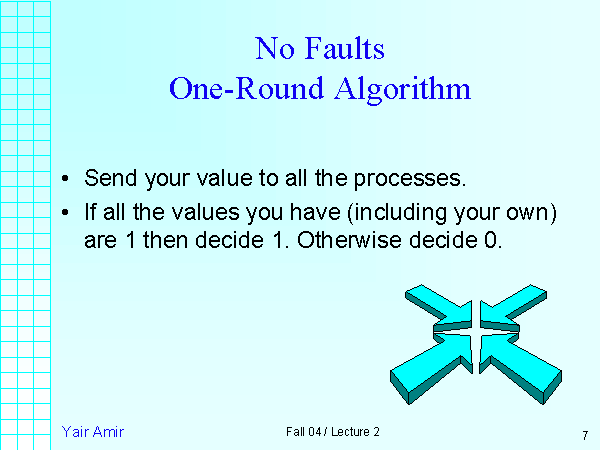 No Faults
One-Round Algorithm
• Send your value to all the processes.
• If all the values you have (including your own)
are 1 then decide 1. Otherwise decide 0.
Yair Amir
Fall 04 / Lecture 2
7